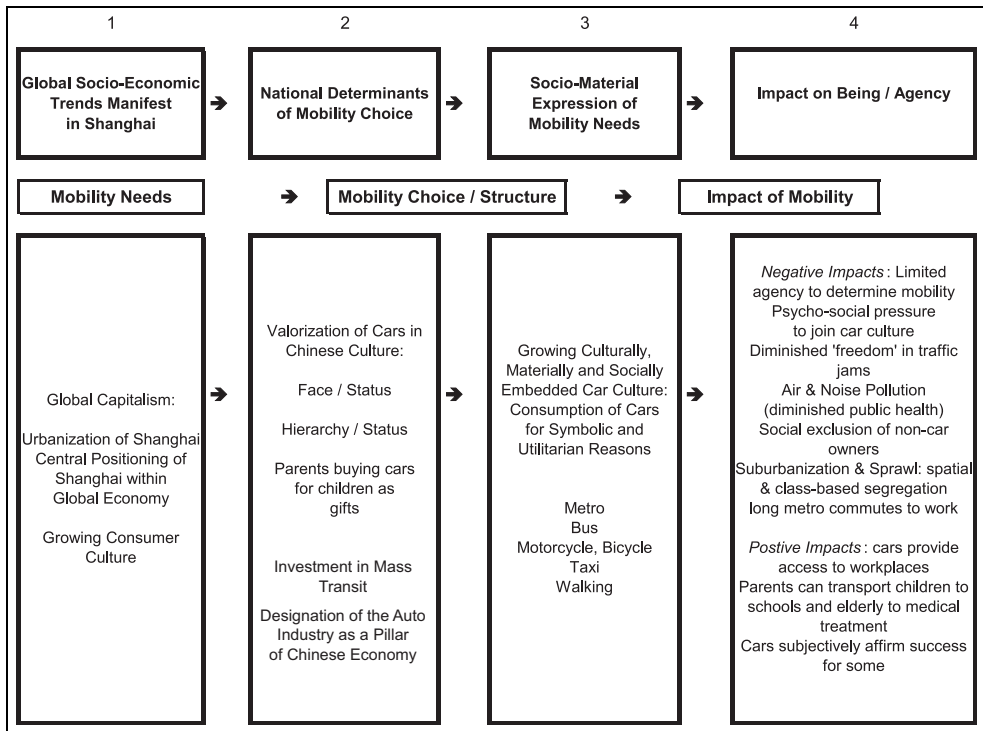 1
2
3
4
Global Socio-Economic
Trends Manifest
in Shanghai
➔
National Determinants
of Mobility Choice
➔
Socio-Material
Expression of
Mobility Needs
➔
Impact on Being / Agency
Mobility Needs
➔
Mobility Choice / Structure
➔
Impact of Mobility
Global Capitalism:
Urbanization of Shanghai
Central Positioning of
Shanghai within
Global Economy
Growing Consumer
Culture
➔
Valorization of Cars in
Chinese Culture:
Face / Status
Hierarchy / Status
Parents buying cars
for children as
gifts
Investment in Mass
Transit
Designation of the Auto
Industry as a Pillar
of Chinese Economy
➔
Growing Culturally,
Materially and Socially
Embedded Car Culture:
Consumption of Cars
for Symbolic and
Utilitarian Reasons
Metro
Bus
Motorcycle, Bicycle
Taxi
Walking
➔
Negative Impacts : Limited
agency to determine mobility
Psycho-social pressure
to join car culture
Diminished 'freedom' in traffic
jams
Air & Noise Pollution
(diminished public health)
Social exclusion of non-car
owners
Suburbanization & Sprawl: spatial
& class-based segregation
long metro commutes to work
Postive Impacts : cars provide
access to workplaces
Parents can transport children to
schools and elderly to medical
treatment
Cars subjectively affirm success
for some